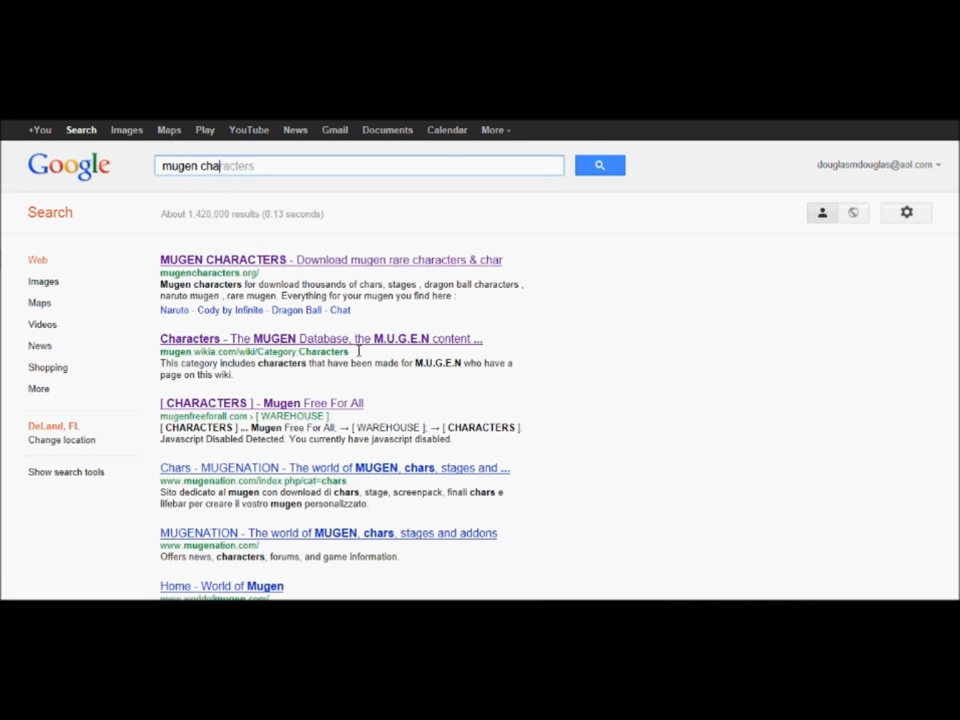 +You Search Images Maps Play YouTube News Gmail Documents Calendar More
Google
mugen characters
douglasmdouglas@aol.com
Search
About 1,420,000 results (0.13 seconds)
Web
Images
Maps
Videos
News
Shopping
More
DeLand, FL
Change location
Show search tools
MUGEN CHARACTERS - Download mugen rare characters & char
mugencharacters.org/
Mugen characters for download thousands of chars, stages , dragon ball characters ,
naruto mugen , rare mugen. Everything for your mugen you find here :
Naruto - Cody by Infinite - Dragon Ball - Chat
Characters - The MUGEN Database, the M.U.G.E.N content ...
mugen.wikia.com/wiki/Category:Characters
This category includes characters that have been made for M.U.G.E.N who have a
page on this wiki.
[ CHARACTERS ] - Mugen Free For All
mugenfreeforall.com › [ WAREHOUSE ]
[ CHARACTERS ] ... Mugen Free For All; → [ WAREHOUSE ]; → [ CHARACTERS ].
Javascript Disabled Detected. You currently have javascript disabled.
Chars - MUGENATION - The world of MUGEN, chars, stages and ...
www.mugenation.com/index.php/cat=chars
Sito dedicato al mugen con download di chars, stage, screenpack, finali chars e
lifebar per creare il vostro mugen personalizzato.
MUGENATION - The world of MUGEN, chars, stages and addons
www.mugenation.com/
Offers news, characters, forums, and game information.
Home - World of Mugen
www.worldofmugen.com/